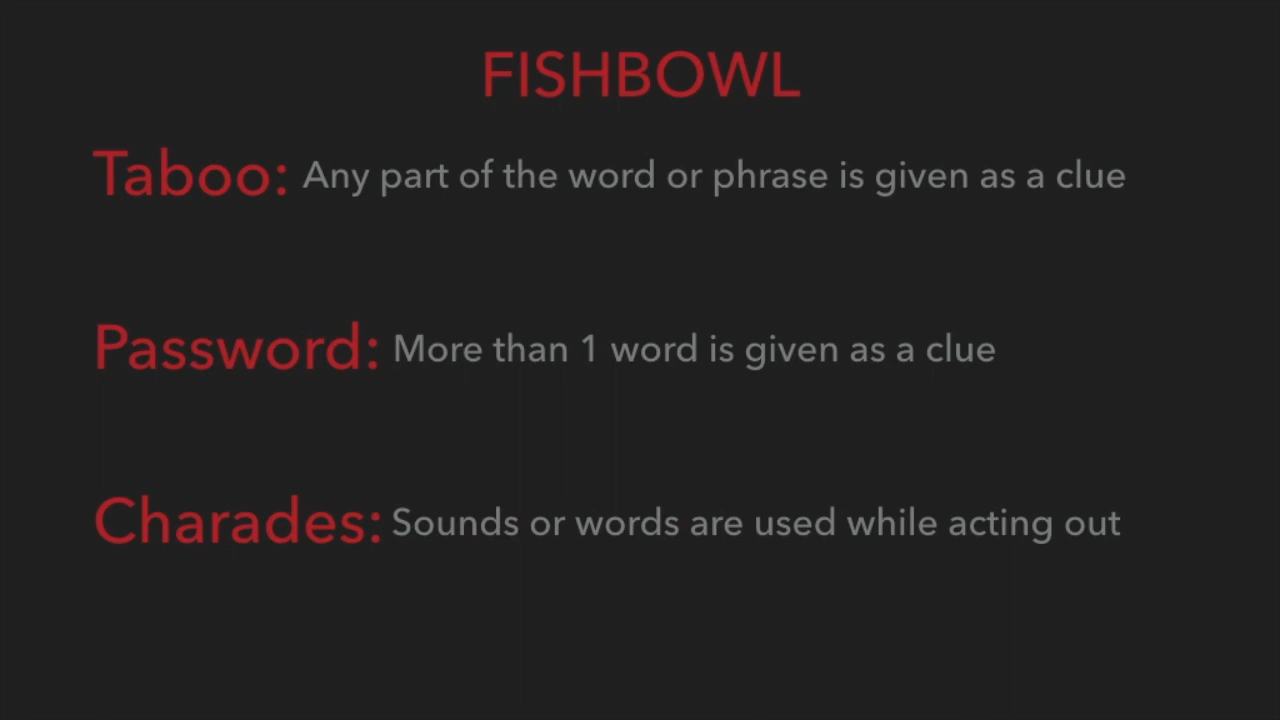 FISHBOWL
Taboo: Any part of the word or phrase is given as a clue
Password: More than 1 word is given as a clue
Charades: Sounds or words are used while acting out